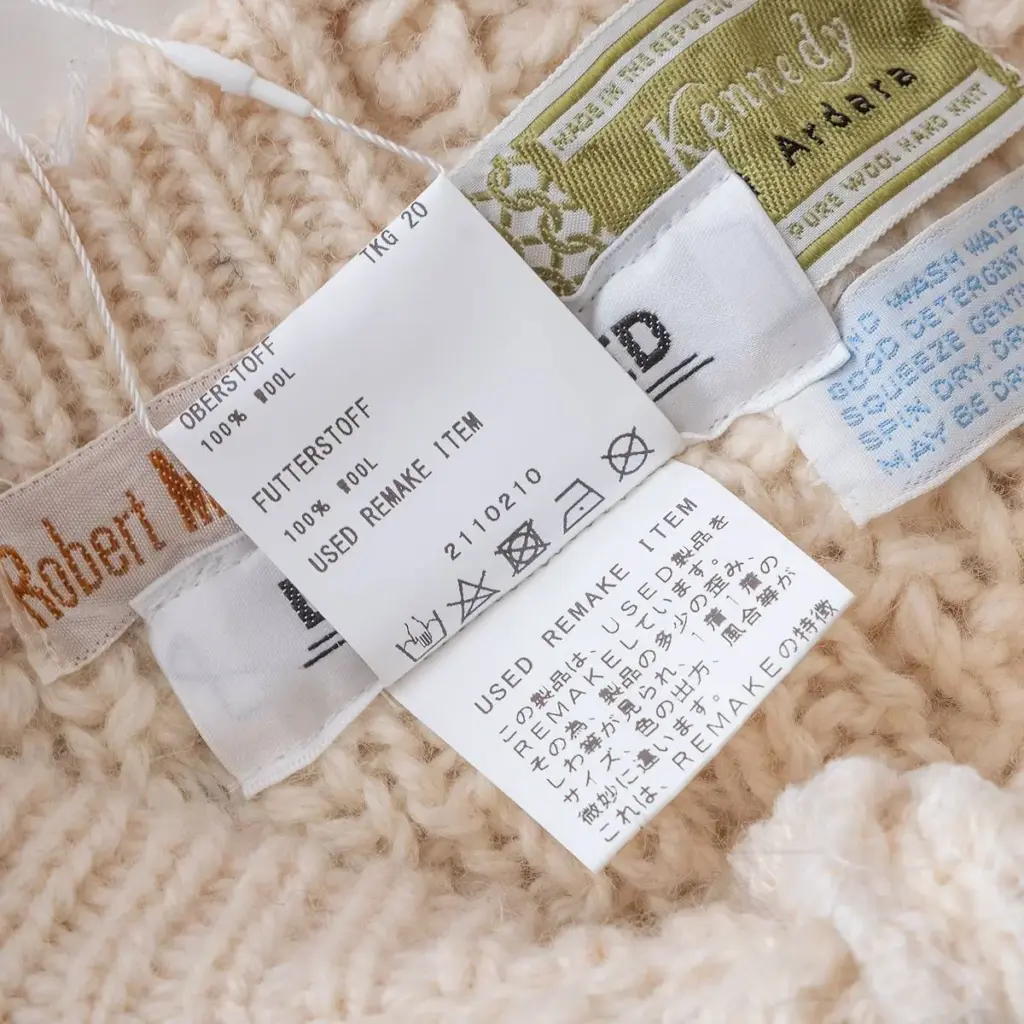 MADE IN THE REPUBLIC
Kennedy
Ardara
PURE WOOL HAND KNIT
WASH WATER
GOOD DETERGENT
SQUEEZE
SPIN DRY.
MAY BE
Robert
TKG 20
OBERSTOFF
100% WOOL
FUTTERSTOFF
100% WOOL
USED REMAKE ITEM
2110210
USED REMAKE ITEM
この製品は、USED製品を
REMAKEしています。
その為、製品の多少の歪み、
しわ等が見られ、1着1着の
サイズ、色の出方、風合等が
微妙に違います。
これは、REMAKEの特徴